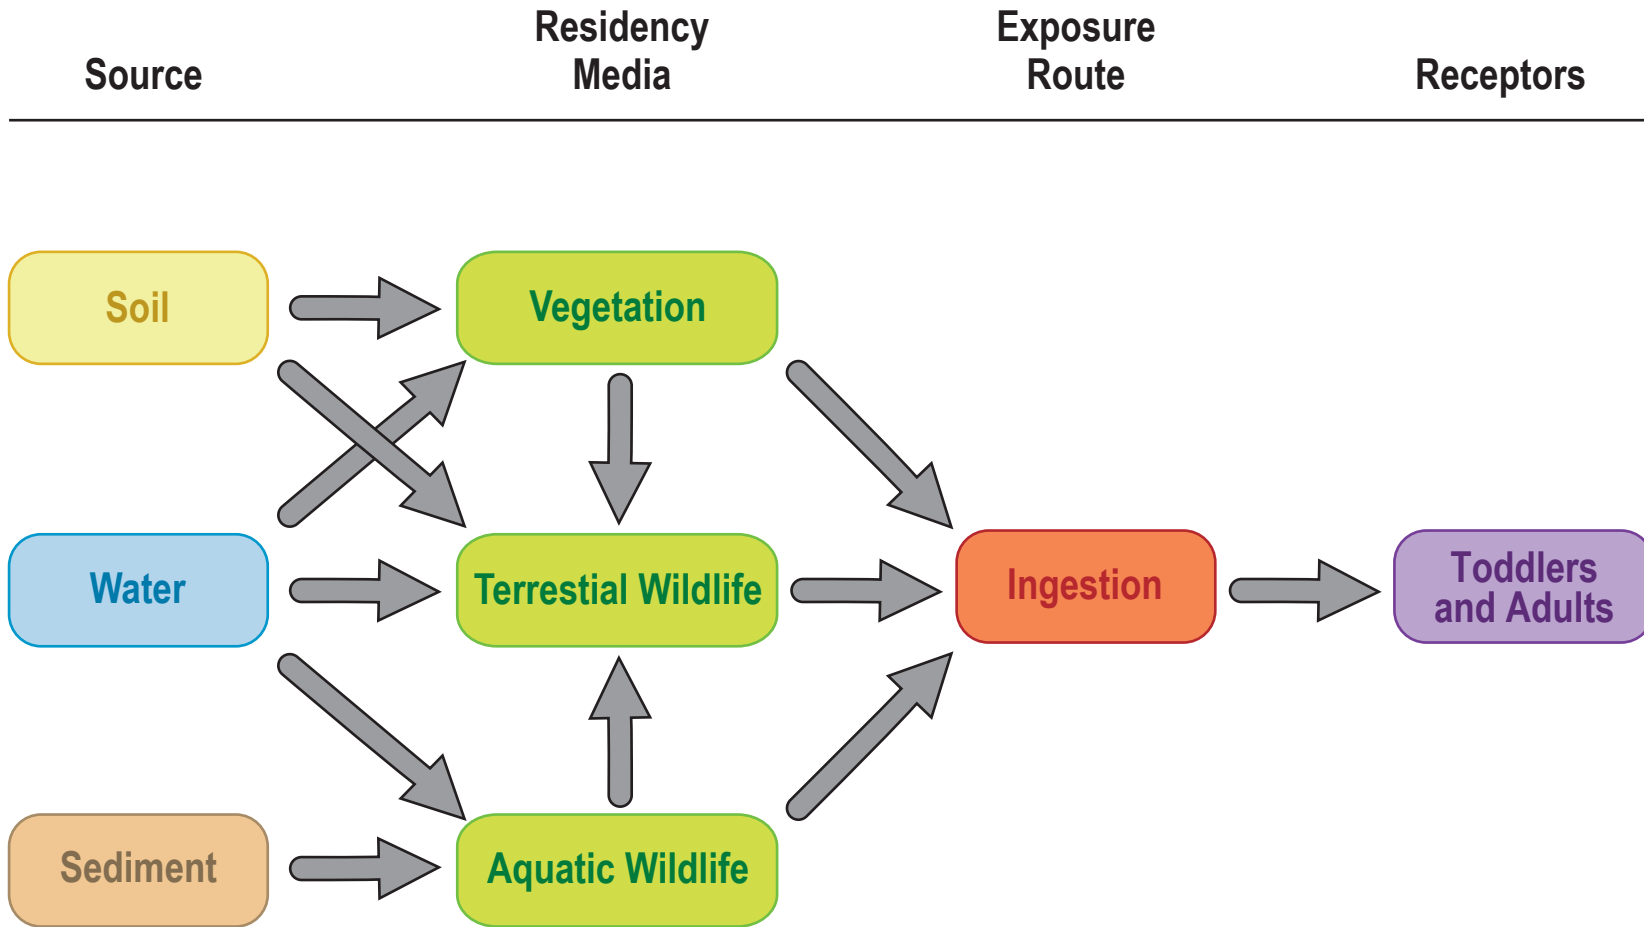 Source
Residency
Media
Exposure
Route
Receptors
Soil
Vegetation
Water
Terrestial Wildlife
Ingestion
Toddlers
and Adults
Sediment
Aquatic Wildlife